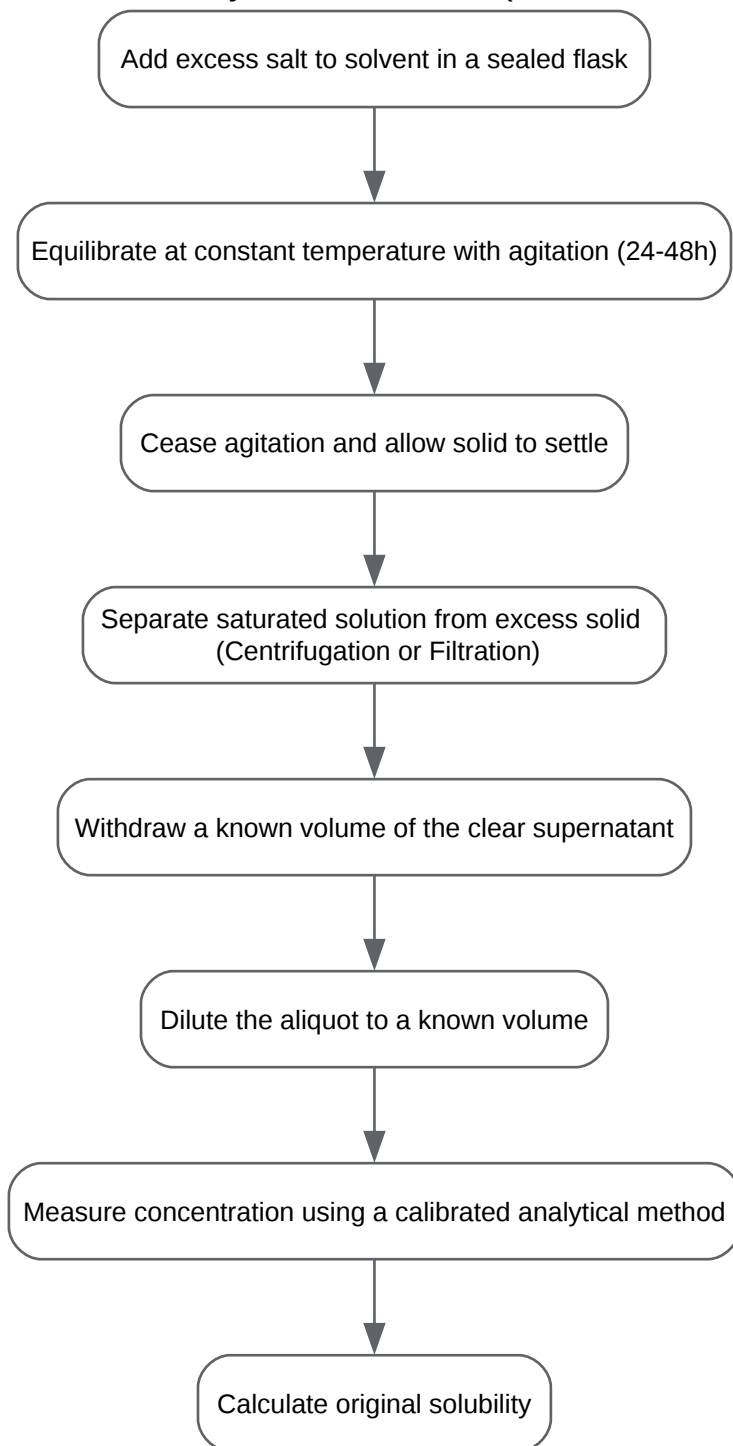 Add excess salt to solvent in a sealed flask
Equilibrate at constant temperature with agitation (24-48h)
Cease agitation and allow solid to settle
Separate saturated solution from excess solid
(Centrifugation or Filtration)
Withdraw a known volume of the clear supernatant
Dilute the aliquot to a known volume
Measure concentration using a calibrated analytical method
Calculate original solubility